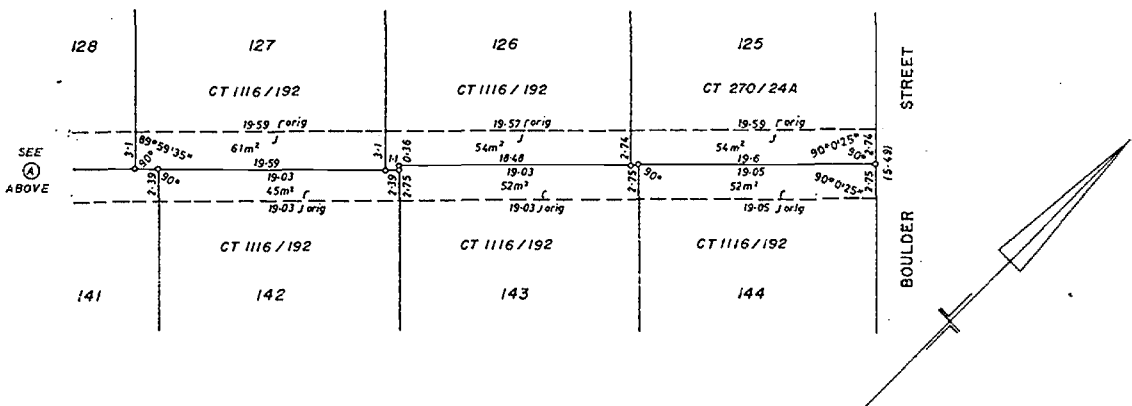 128 127 126 125
CT 1116/192 CT 1116/192 CT 270/24A
STREET
19·59 orig 19·57 orig 19·59 orig
3·1 89°59'35" 61m² 3·1 1·1 0·36 54m² 2·74 54m² 90°0'25" 2·74
SEE
Ⓐ
ABOVE
90° 19·59 18·48 19·6 90°
(5·49)
2·39 90° 19·03 2·39 2·75 19·03 2·75 90° 19·05 90°0'25" 2·75
45m² 52m² 52m²
19·03 orig 19·03 orig 19·05 orig
BOULDER
CT 1116/192 CT 1116/192 CT 1116/192
141 142 143 144